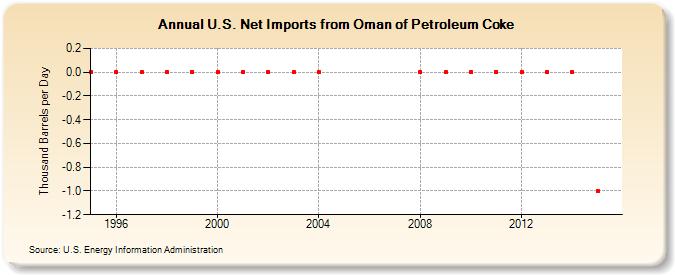 Annual U.S. Net Imports from Oman of Petroleum Coke
Thousand Barrels per Day
0.2
0.0
-0.2
-0.4
-0.6
-0.8
-1.0
-1.2
1996 2000 2004 2008 2012
Source: U.S. Energy Information Administration